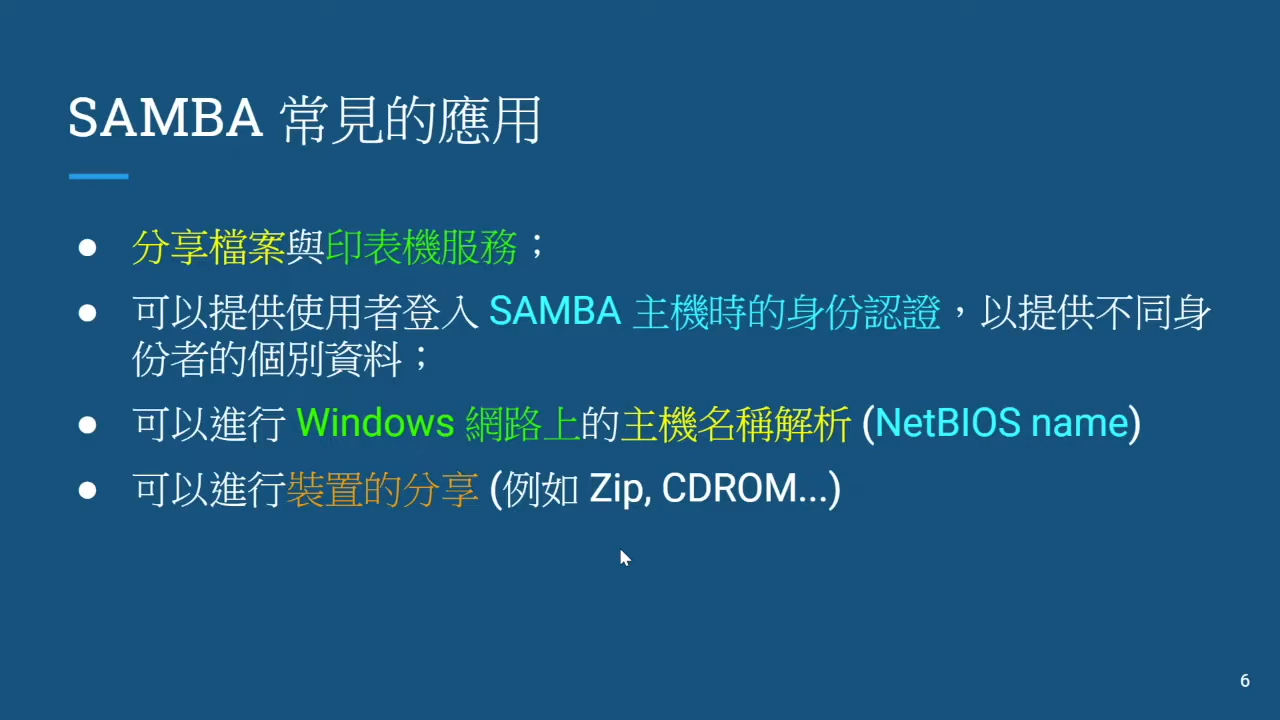 SAMBA 常見的應用
● 分享檔案與印表機服務；
● 可以提供使用者登入 SAMBA 主機時的身份認證，以提供不同身
份者的個別資料；
● 可以進行 Windows 網路上的主機名稱解析 (NetBIOS name)
● 可以進行裝置的分享 (例如 Zip, CDROM...)
6